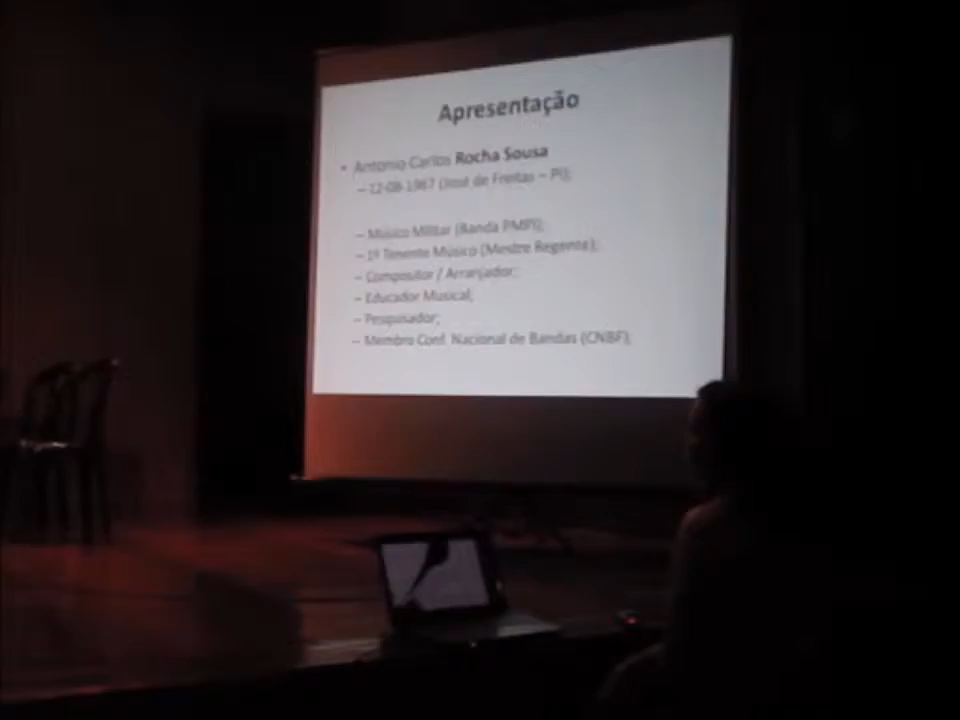 Apresentação
• Antonio Carlos Rocha Sousa
– 12-08-1967 (José de Freitas – PI);
– Músico Militar (Banda PMPI);
– 1º Tenente Músico (Mestre Regente);
– Compositor / Arranjador;
– Educador Musical;
– Pesquisador;
– Membro Conf. Nacional de Bandas (CNBF);